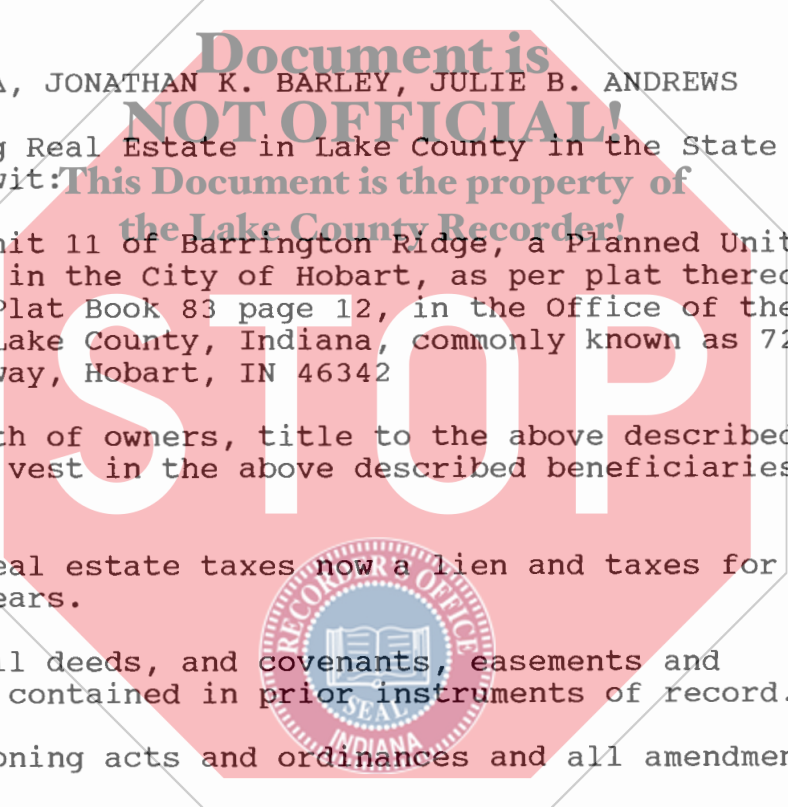 Document is
A, JONATHAN K. BARLEY, JULIE B. ANDREWS
NOT OFFICIAL!
g Real Estate in Lake County in the State
wit:
This Document is the property of
the Lake County Recorder!
nit 11 of Barrington Ridge, a Planned Unit
in the City of Hobart, as per plat thereo
Plat Book 83 page 12, in the Office of the
Lake County, Indiana, commonly known as 72
way, Hobart, IN 46342
STOP
th of owners, title to the above described
vest in the above described beneficiaries
eal estate taxes now a lien and taxes for
ears.
ll deeds, and covenants, easements and
contained in prior instruments of record.
oning acts and ordinances and all amendmen
RECORDER'S OFFICE
SEAL
INDIANA